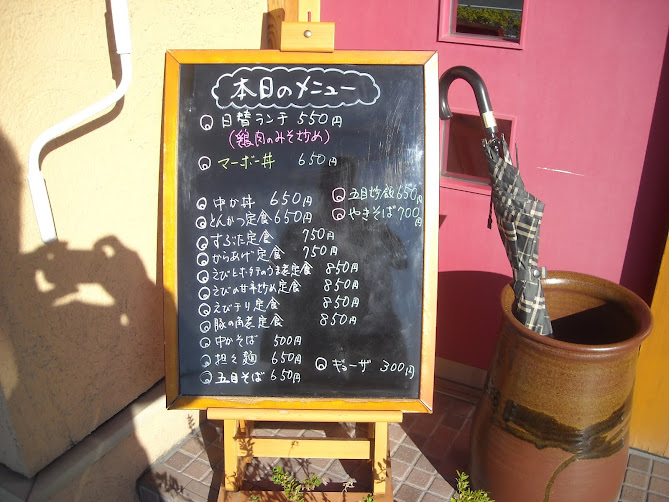 本日のメニュー
日替ランチ 550円
(鶏肉のみそ炒め)
マーボー丼 650円
中か丼 650円
とんかつ定食 650円
すぶた定食 750円
からあげ定食 750円
えびとホタテのうま煮定食 850円
えびの甘辛炒め定食 850円
えびチリ定食 850円
豚の角煮定食 850円
中かそば 500円
担々麺 650円
五目そば 650円
五目炒飯 650円
やきそば 700円
ギョーザ 300円